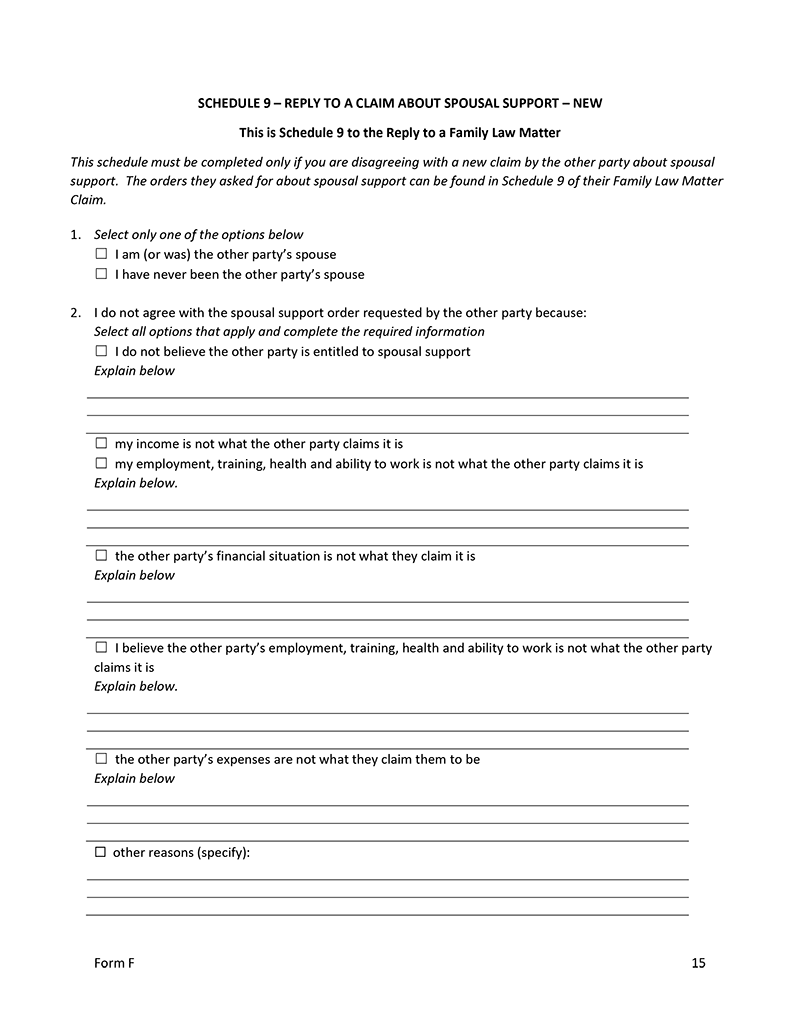 SCHEDULE 9 – REPLY TO A CLAIM ABOUT SPOUSAL SUPPORT – NEW
This is Schedule 9 to the Reply to a Family Law Matter
This schedule must be completed only if you are disagreeing with a new claim by the other party about spousal
support.  The orders they asked for about spousal support can be found in Schedule 9 of their Family Law Matter
Claim.
1. Select only one of the options below
☐ I am (or was) the other party's spouse
☐ I have never been the other party's spouse
2. I do not agree with the spousal support order requested by the other party because:
Select all options that apply and complete the required information
☐ I do not believe the other party is entitled to spousal support
Explain below
☐ my income is not what the other party claims it is
☐ my employment, training, health and ability to work is not what the other party claims it is
Explain below.
☐ the other party's financial situation is not what they claim it is
Explain below
☐ I believe the other party's employment, training, health and ability to work is not what the other party
claims it is
Explain below.
☐ the other party's expenses are not what they claim them to be
Explain below
☐ other reasons (specify):
Form F 15